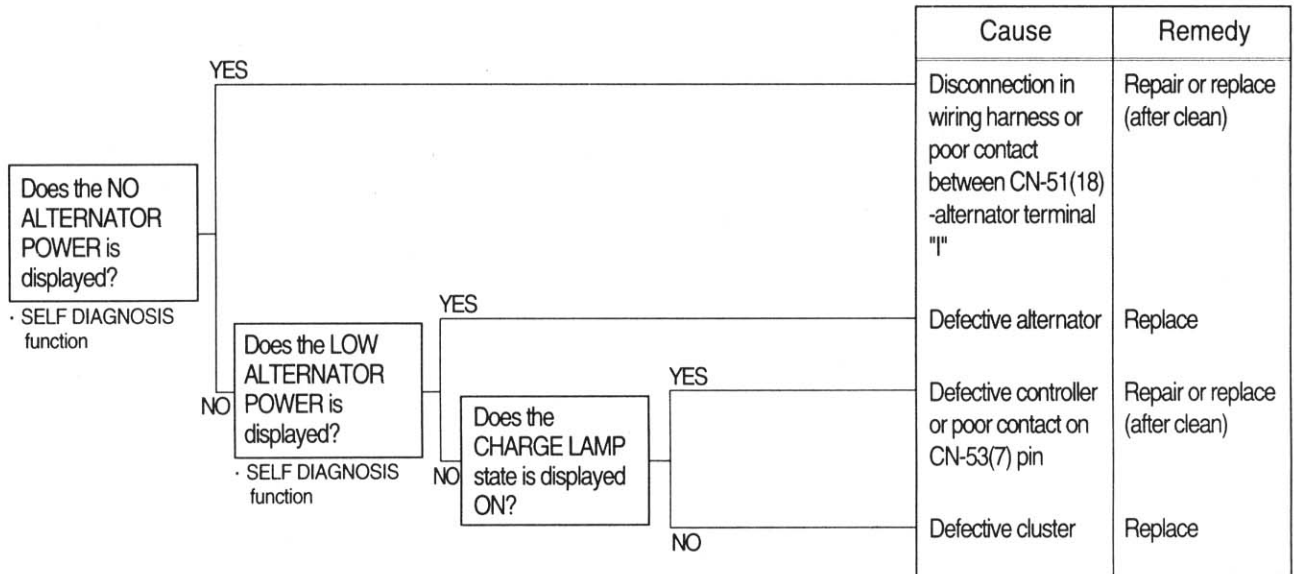 Cause
Remedy
YES
Disconnection in
wiring harness or
poor contact
between CN-51(18)
-alternator terminal
"I"
Repair or replace
(after clean)
Does the NO
ALTERNATOR
POWER is
displayed?
· SELF DIAGNOSIS
function
NO
Does the LOW
ALTERNATOR
POWER is
displayed?
· SELF DIAGNOSIS
function
YES
Defective alternator
Replace
NO
Does the
CHARGE LAMP
state is displayed
ON?
YES
Defective controller
or poor contact on
CN-53(7) pin
Repair or replace
(after clean)
NO
Defective cluster
Replace